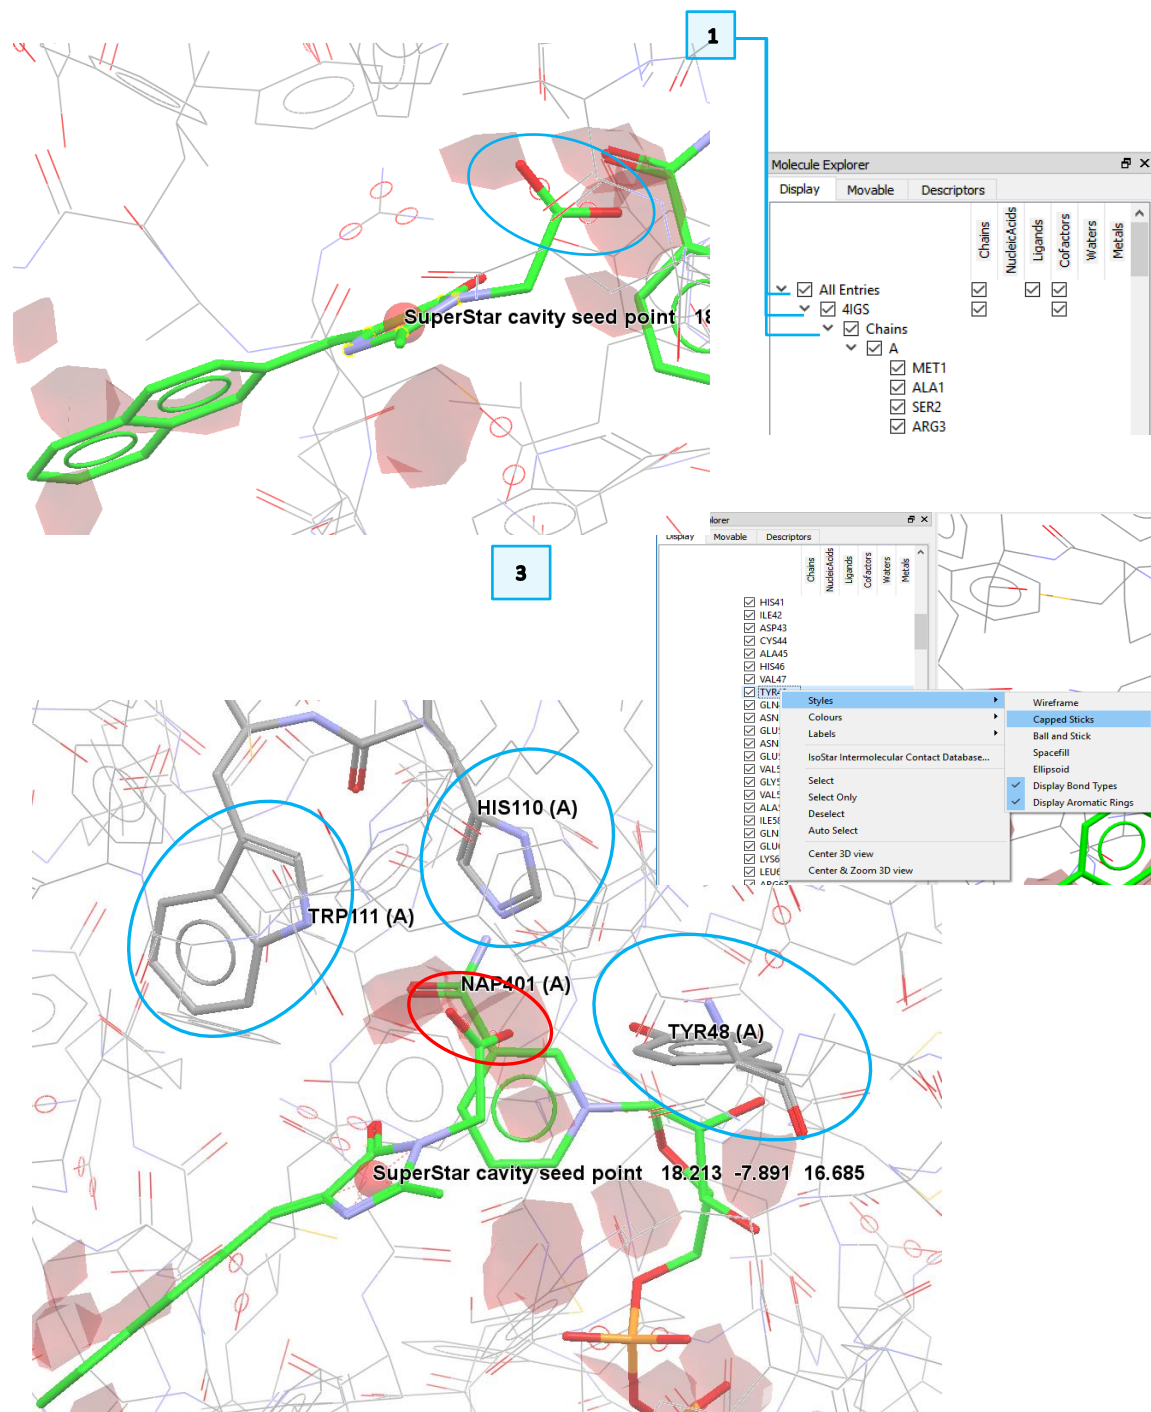 1
Molecule Explorer
Display Movable Descriptors
Chains NucleicAcids Ligands Cofactors Waters Metals
All Entries
4IGS
Chains
A
MET1
ALA1
SER2
ARG3
SuperStar cavity seed point 18
3
Movable Descriptors
Chains NucleicAcids Ligands Cofactors Waters Metals
HIS41
ILE42
ASP43
CYS44
ALA45
HIS46
VAL47
Styles
Colours
Labels
IsoStar Intermolecular Contact Database...
Select
Select Only
Deselect
Auto Select
Center 3D view
Center & Zoom 3D view
Wireframe
Capped Sticks
Ball and Stick
Spacefill
Ellipsoid
Display Bond Types
Display Aromatic Rings
HIS110 (A)
TRP111 (A)
NAP401 (A)
TYR48 (A)
SuperStar cavity seed point 18.213 -7.891 16.685